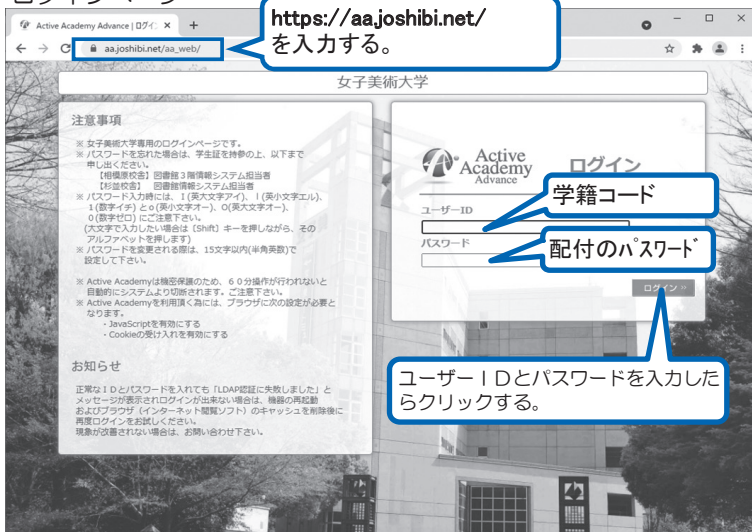 ログインページ
Active Academy Advance | ログイン
https://aa.joshibi.net/
を入力する。
aa.joshibi.net/aa_web/
女子美術大学
注意事項
※ 女子美術大学専用のログインページです。
※ パスワードを忘れた場合は、学生証を持参の上、以下まで
申し出ください。
【相模原校舎】図書館３階情報システム担当者
【杉並校舎】 図書館情報システム担当者
※ パスワード入力時には、I(英大文字アイ)、l(英小文字エル)、
1(数字イチ) とo(英小文字オー)、O(英大文字オー)、
0(数字ゼロ) にご注意下さい。
(大文字で入力したい場合は［Shift］キーを押しながら、その
アルファベットを押します)
※ パスワードを変更される際は、15文字以内(半角英数)で
設定して下さい。
※ Active Academyは機密保護のため、６０分操作が行われないと
自動的にシステムより切断されます。ご注意下さい。
※ Active Academyを利用頂く為には、ブラウザに次の設定が必要と
なります。
・JavaScriptを有効にする
・Cookieの受け入れを有効にする
お知らせ
正常なＩＤとパスワードを入れても「LDAP認証に失敗しました」と
メッセージが表示されログインが出来ない場合は、機器の再起動
およびブラウザ（インターネット閲覧ソフト）のキャッシュを削除後に
再度ログインをお試しください。
現象が改善されない場合は、お問い合わせ下さい。
Active
Academy
Advance
ログイン
ユーザーID
学籍コード
パスワード
配付のパスワード
ログイン »
ユーザーＩＤとパスワードを入力した
らクリックする。